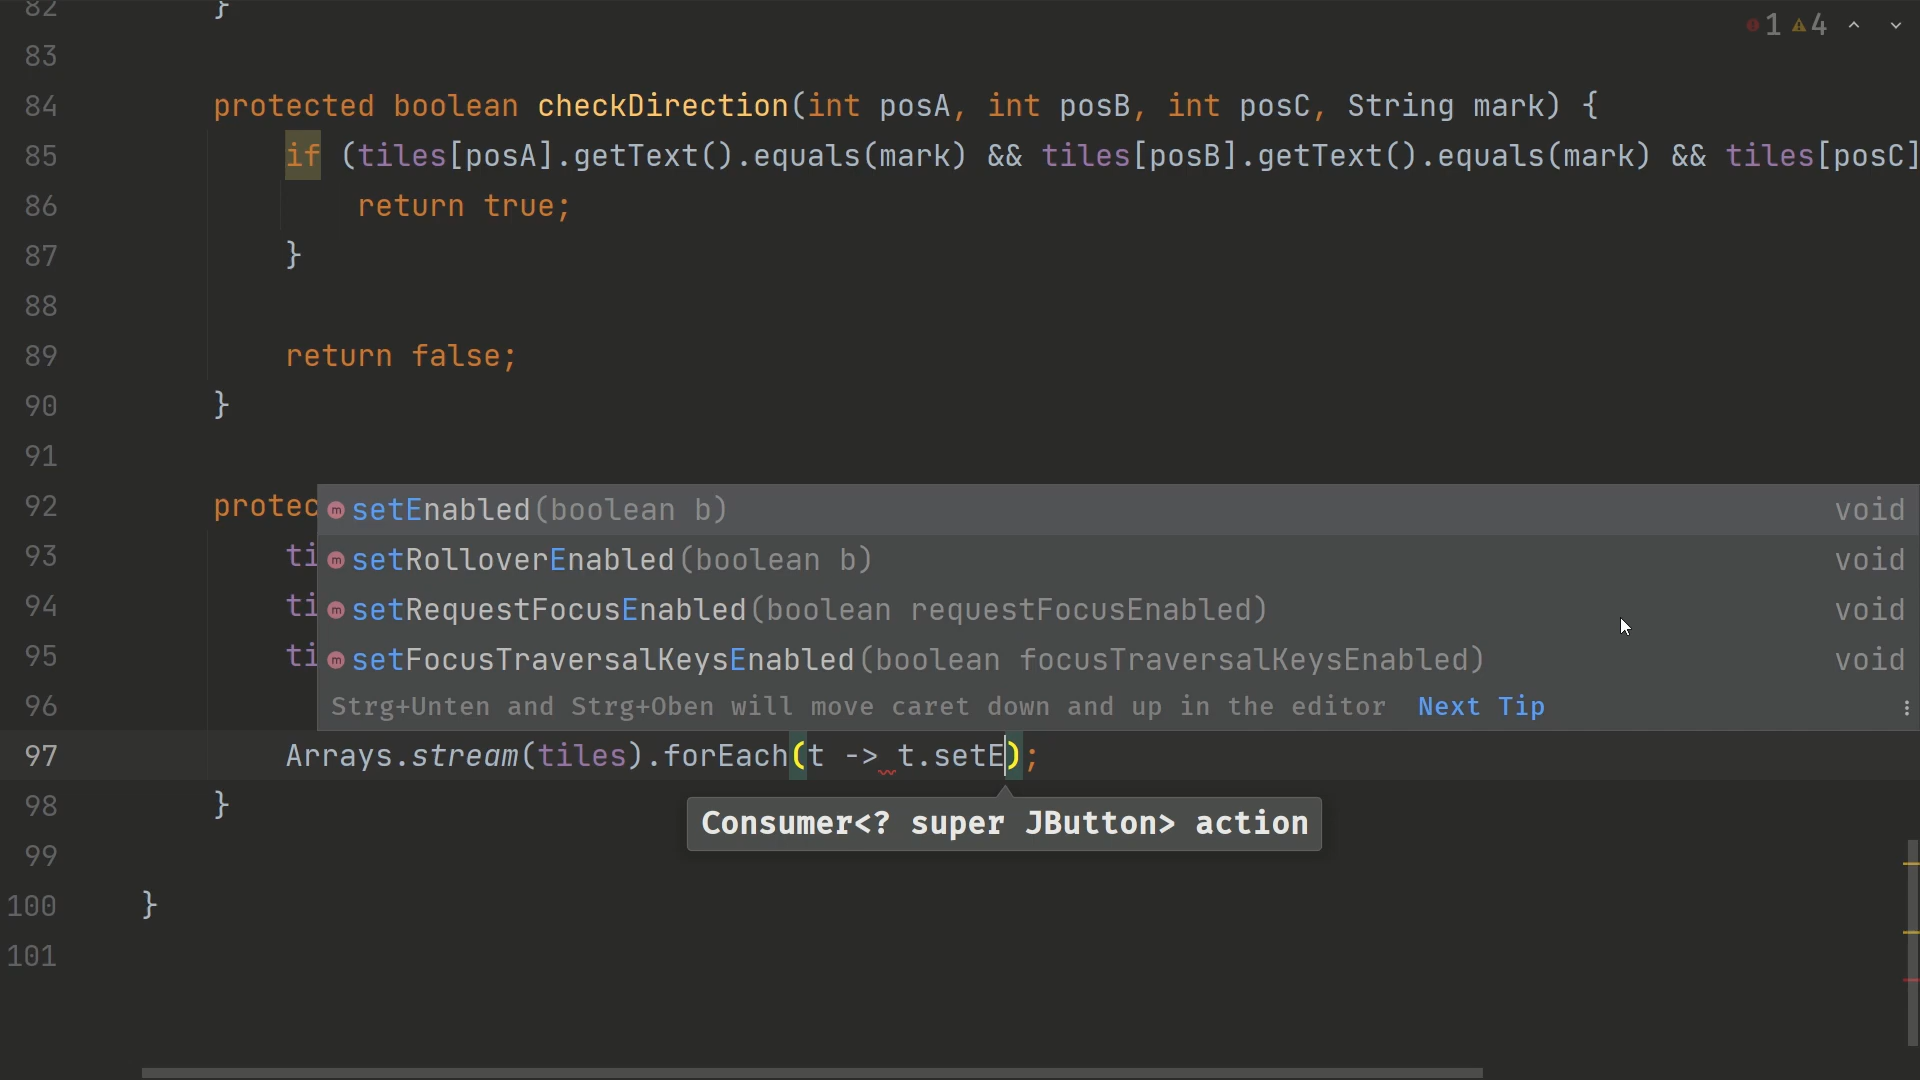 82 }
1 4
83
84 protected boolean checkDirection(int posA, int posB, int posC, String mark) {
85 if (tiles[posA].getText().equals(mark) && tiles[posB].getText().equals(mark) && tiles[posC]
86 return true;
87 }
88
89 return false;
90 }
91
92 protec
m setEnabled(boolean b) void
93 ti
m setRolloverEnabled(boolean b) void
94 ti
m setRequestFocusEnabled(boolean requestFocusEnabled) void
95 ti
m setFocusTraversalKeysEnabled(boolean focusTraversalKeysEnabled) void
96
Strg+Unten and Strg+Oben will move caret down and up in the editor Next Tip
97 Arrays.stream(tiles).forEach(t -> t.setE);
98 }
Consumer<? super JButton> action
99
100 }
101